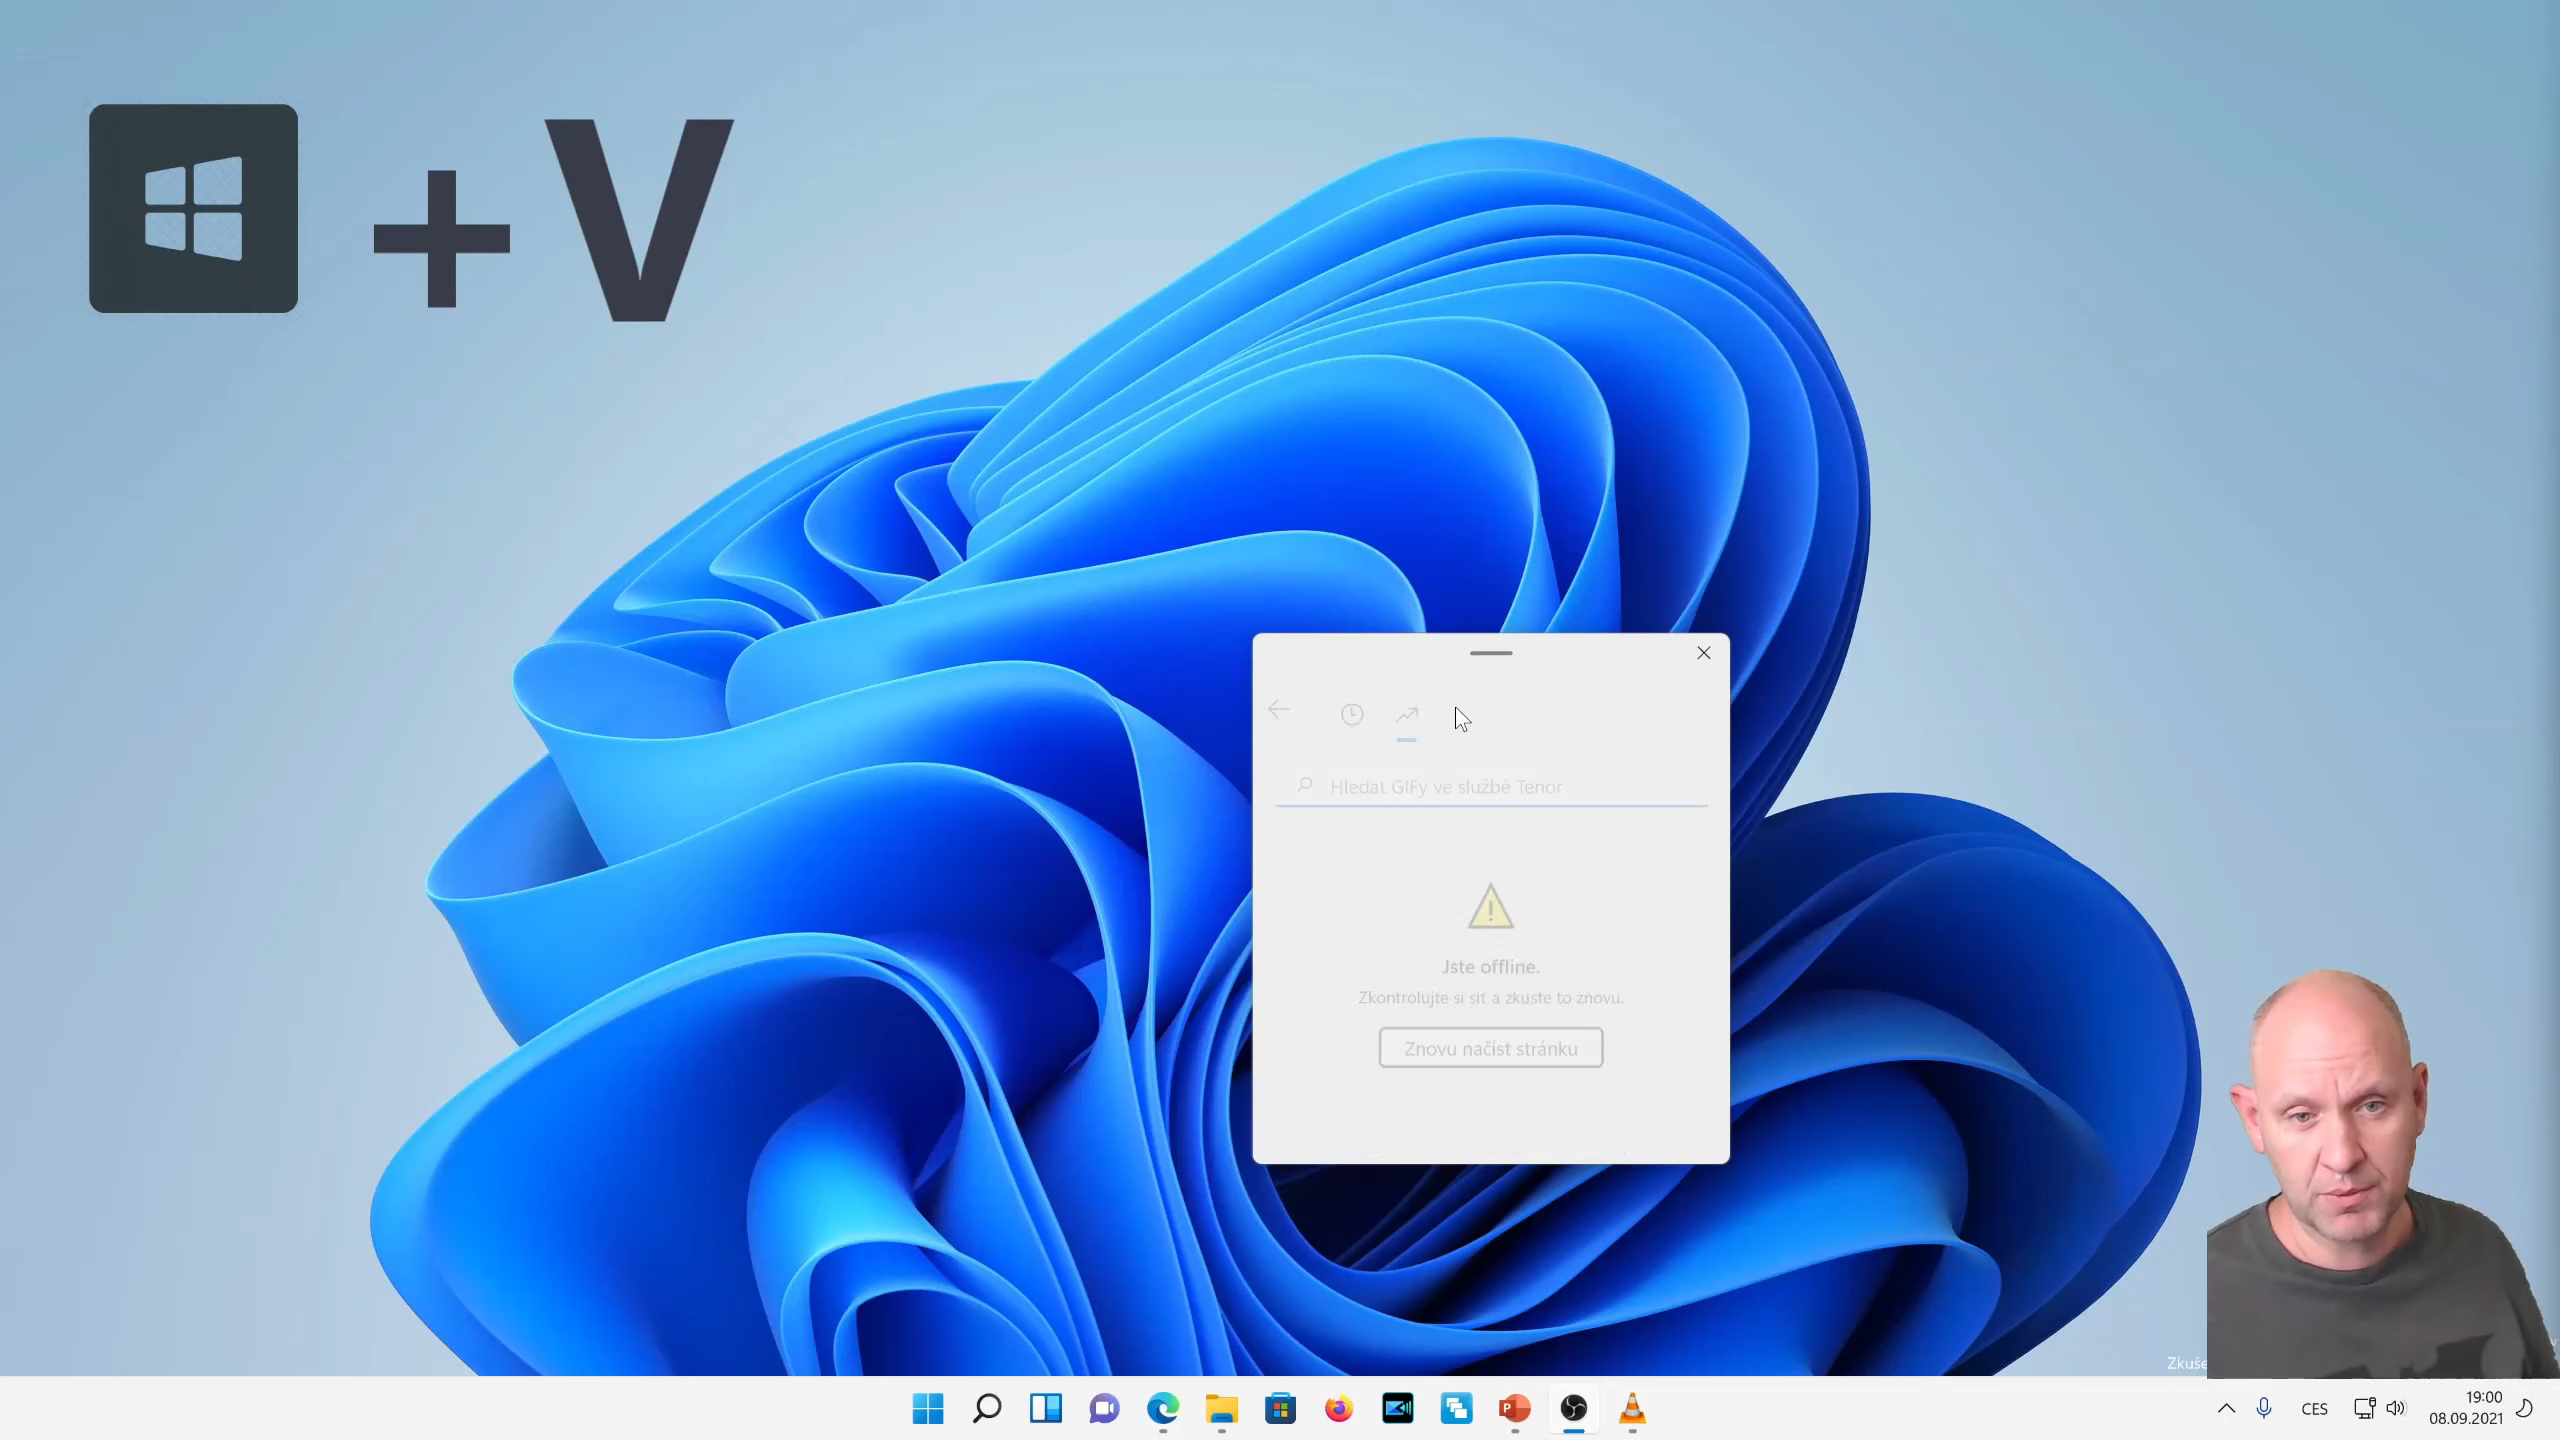 +V
Hledat GIFy ve službě Tenor
Jste offline.
Zkontrolujte si síť a zkuste to znovu.
Znovu načíst stránku
Zkuše
CES
19:00
08.09.2021